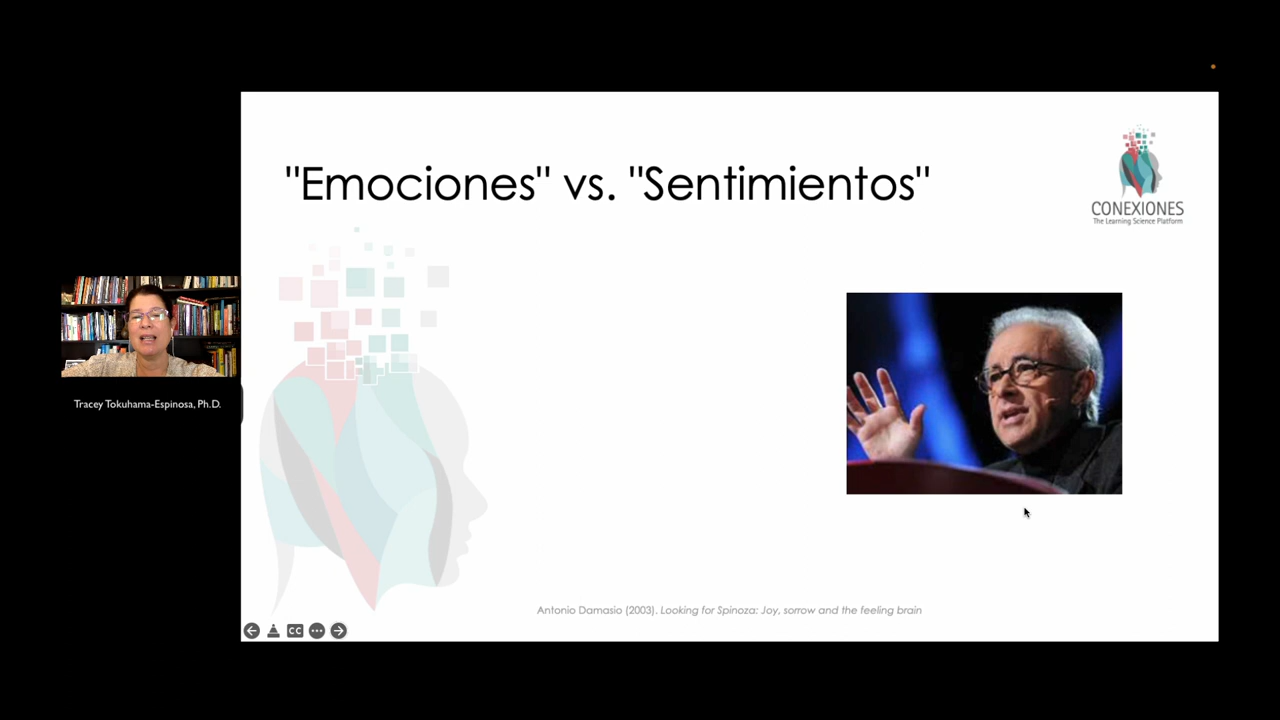 "Emociones" vs. "Sentimientos"
CONEXIONES
The Learning Science Platform
Tracey Tokuhama-Espinosa, Ph.D.
Antonio Damasio (2003). Looking for Spinoza: Joy, sorrow and the feeling brain
CC